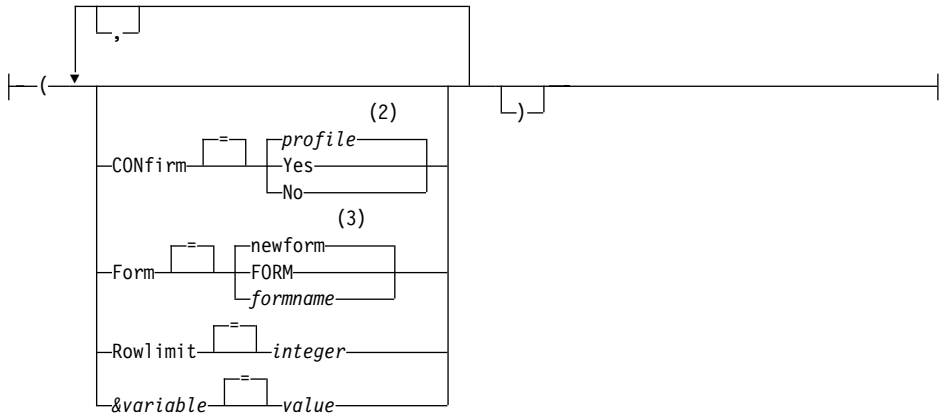 ,
( )
(2)
CONfirm = profile
Yes
No
(3)
Form = newform
FORM
formname
Rowlimit = integer
&variable = value